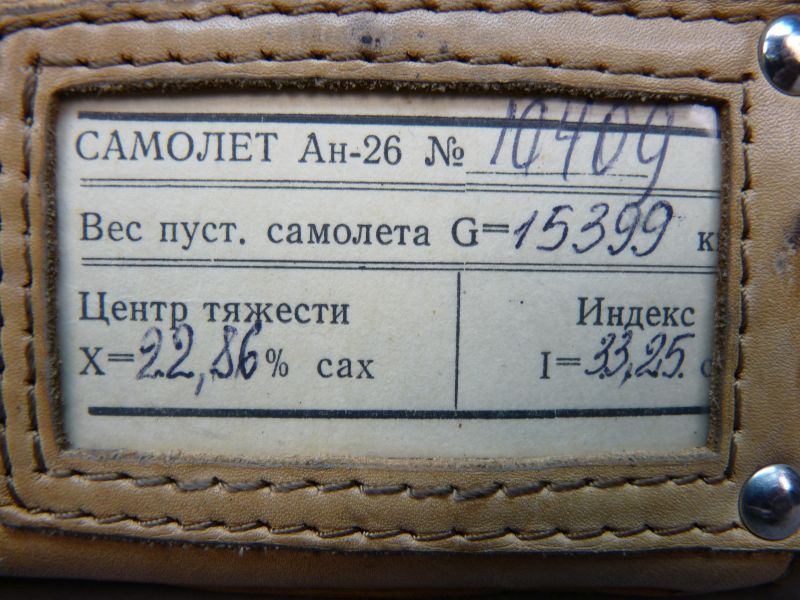 САМОЛЕТ Ан-26 № 10409
Вес пуст. самолета G=15399 к
Центр тяжести
X=22,86% сах
Индекс
I=33,25